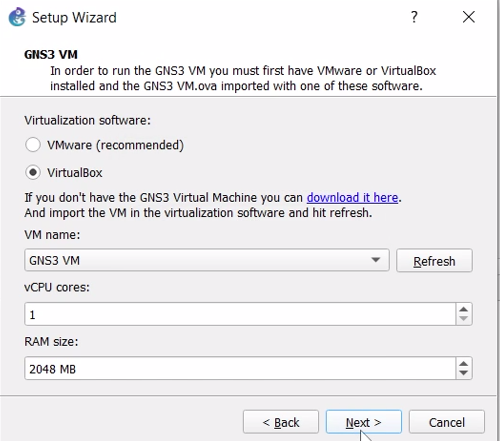 Setup Wizard
?
GNS3 VM
In order to run the GNS3 VM you must first have VMware or VirtualBox
installed and the GNS3 VM.ova imported with one of these software.
Virtualization software:
VMware (recommended)
VirtualBox
If you don't have the GNS3 Virtual Machine you can download it here.
And import the VM in the virtualization software and hit refresh.
VM name:
GNS3 VM
Refresh
vCPU cores:
1
RAM size:
2048 MB
< Back Next > Cancel